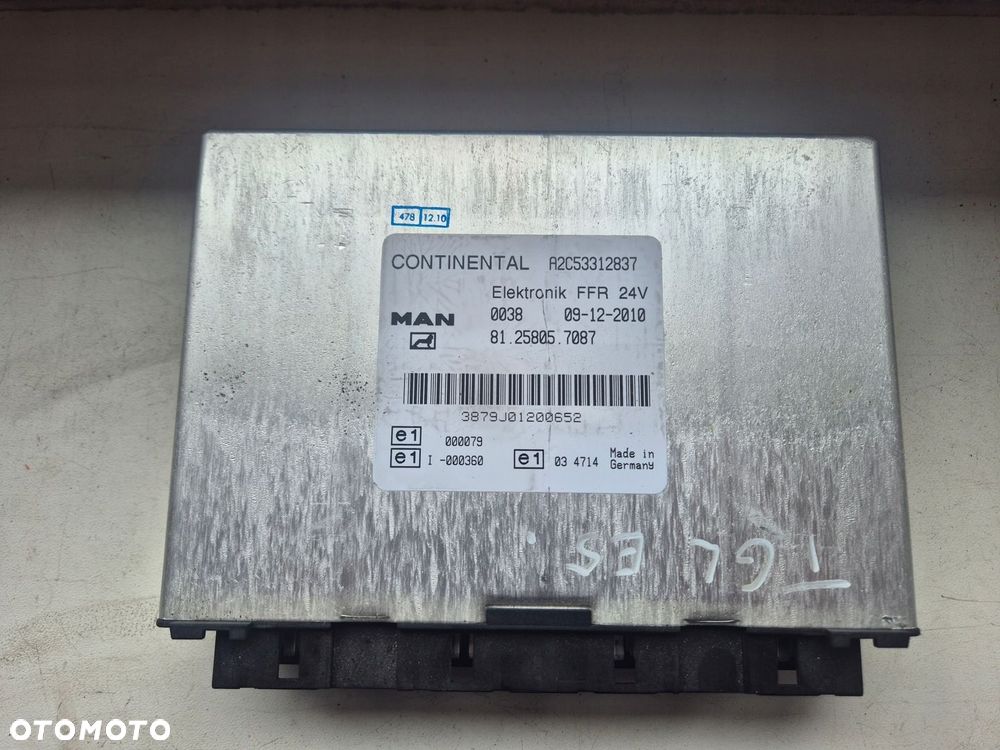 478 12.10
CONTINENTAL A2C53312837
Elektronik FFR 24V
MAN 0038 09-12-2010
81.25805.7087
3879J01200652
e1 000079
e1 I -000360 e1 03 4714 Made in
Germany
TGL E5
OTOMOTO